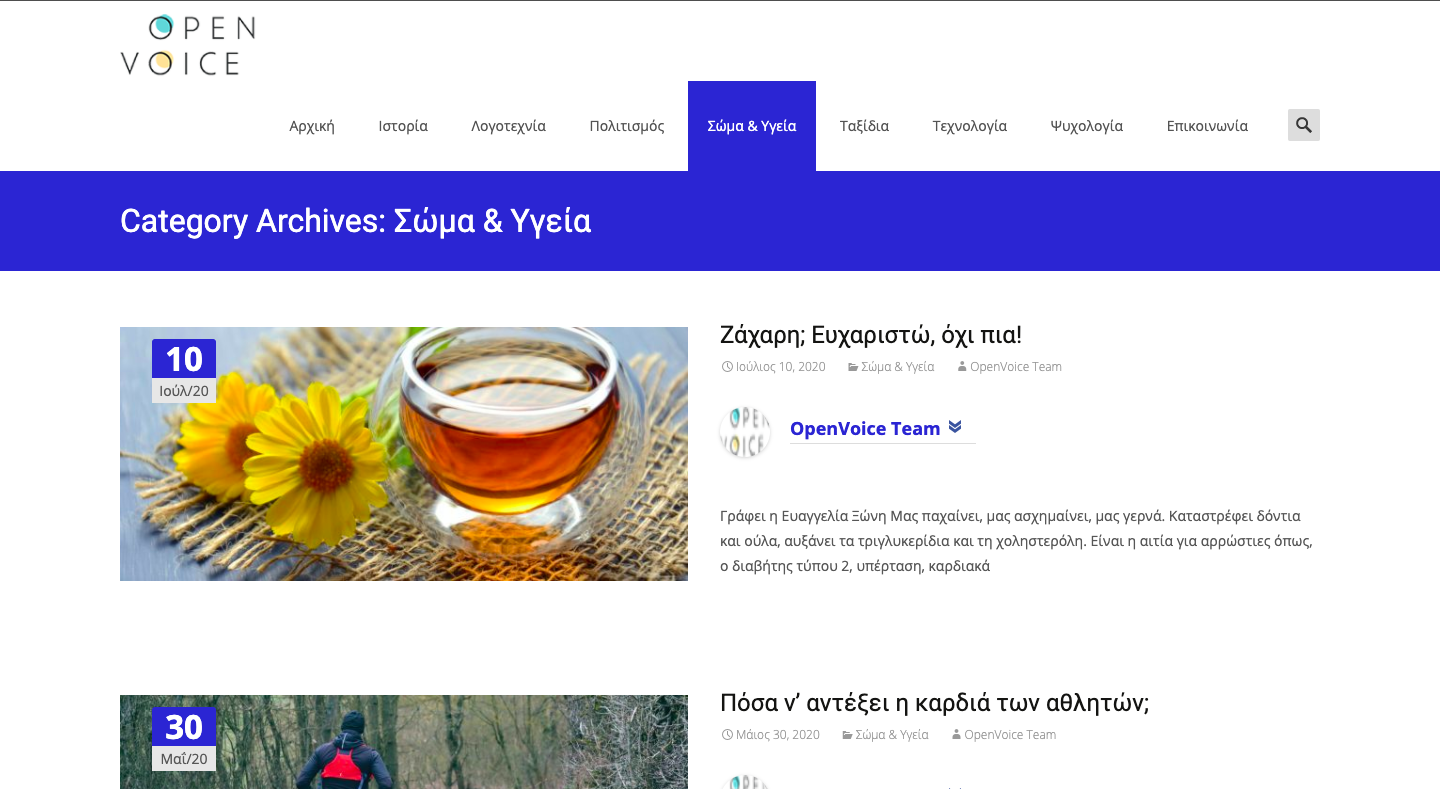 OPEN
VOICE
Αρχική
Ιστορία
Λογοτεχνία
Πολιτισμός
Σώμα & Υγεία
Ταξίδια
Τεχνολογία
Ψυχολογία
Επικοινωνία
Category Archives: Σώμα & Υγεία
10
Ιούλ/20
Ζάχαρη; Ευχαριστώ, όχι πια!
Ιούλιος 10, 2020 Σώμα & Υγεία OpenVoice Team
OPEN
VOICE
OpenVoice Team
Γράφει η Ευαγγελία Ξώνη Μας παχαίνει, μας ασχημαίνει, μας γερνά. Καταστρέφει δόντια
και ούλα, αυξάνει τα τριγλυκερίδια και τη χοληστερόλη. Είναι η αιτία για αρρώστιες όπως,
ο διαβήτης τύπου 2, υπέρταση, καρδιακά
30
Μαΐ/20
Πόσα ν’ αντέξει η καρδιά των αθλητών;
Μάιος 30, 2020 Σώμα & Υγεία OpenVoice Team
OPEN